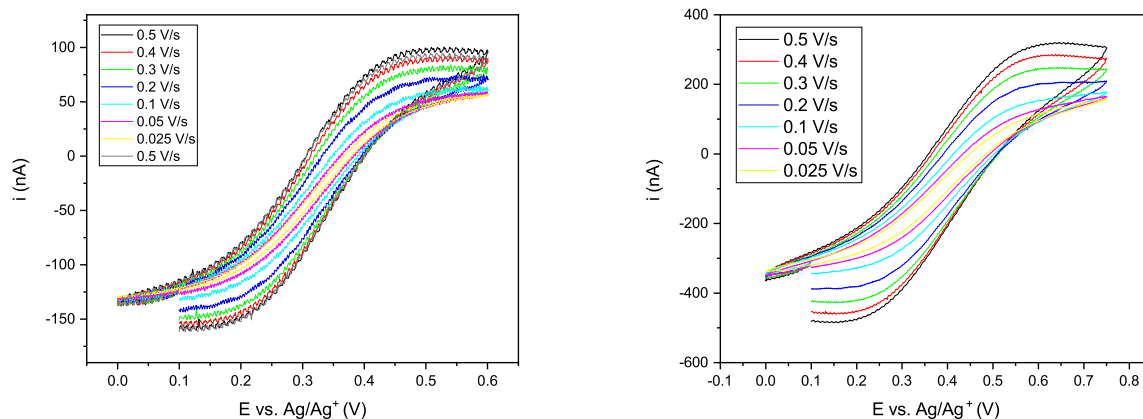 100
50
0
-50
-100
-150
i (nA)
0.5 V/s
0.4 V/s
0.3 V/s
0.2 V/s
0.1 V/s
0.05 V/s
0.025 V/s
0.5 V/s
0.0 0.1 0.2 0.3 0.4 0.5 0.6
E vs. Ag/Ag⁺ (V)
400
200
0
-200
-400
-600
i (nA)
0.5 V/s
0.4 V/s
0.3 V/s
0.2 V/s
0.1 V/s
0.05 V/s
0.025 V/s
-0.1 0.0 0.1 0.2 0.3 0.4 0.5 0.6 0.7 0.8
E vs. Ag/Ag⁺ (V)